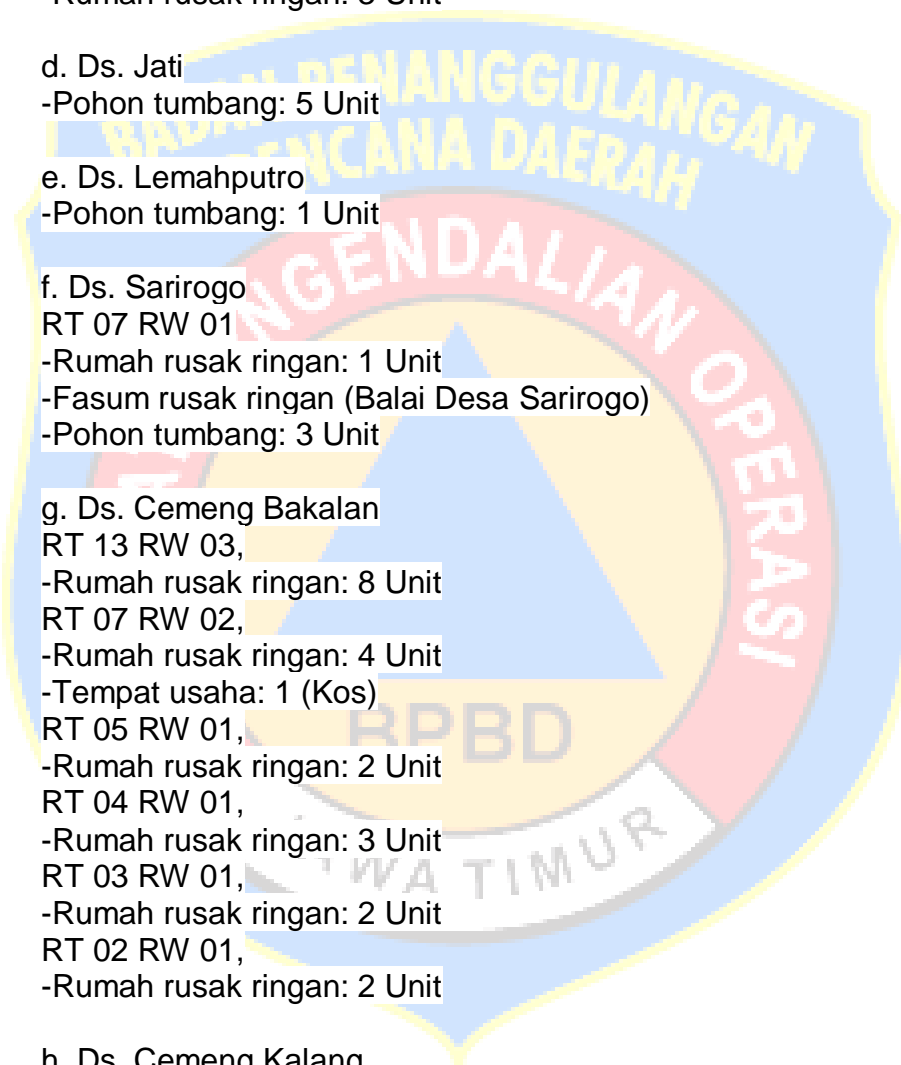 d. Ds. Jati
-Pohon tumbang: 5 Unit
e. Ds. Lemahputro
-Pohon tumbang: 1 Unit
f. Ds. Sarirogo
RT 07 RW 01
-Rumah rusak ringan: 1 Unit
-Fasum rusak ringan (Balai Desa Sarirogo)
-Pohon tumbang: 3 Unit
g. Ds. Cemeng Bakalan
RT 13 RW 03,
-Rumah rusak ringan: 8 Unit
RT 07 RW 02,
-Rumah rusak ringan: 4 Unit
-Tempat usaha: 1 (Kos)
RT 05 RW 01,
-Rumah rusak ringan: 2 Unit
RT 04 RW 01,
-Rumah rusak ringan: 3 Unit
RT 03 RW 01,
-Rumah rusak ringan: 2 Unit
RT 02 RW 01,
-Rumah rusak ringan: 2 Unit
h. Ds. Cemeng Kalang
PENANGGULANGAN
DAERAH
OPERASI
BPBD
TIMUR